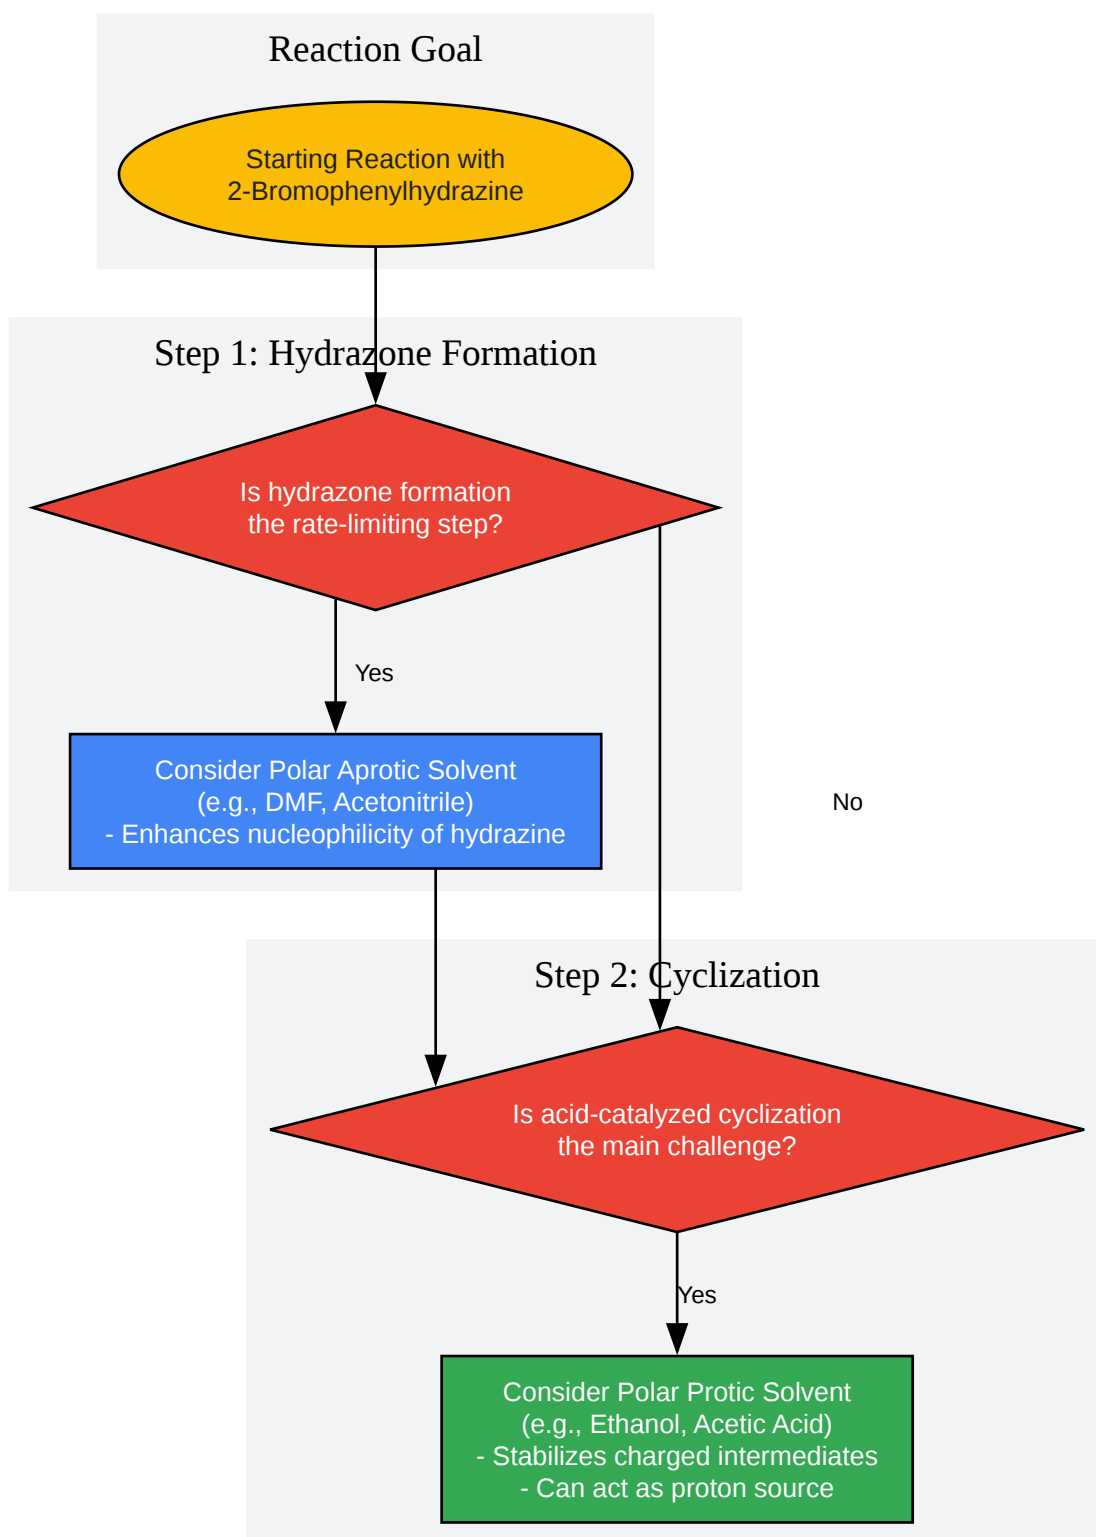 Reaction Goal
Starting Reaction with
2-Bromophenylhydrazine
Step 1: Hydrazone Formation
Is hydrazone formation
the rate-limiting step?
Yes
Consider Polar Aprotic Solvent
(e.g., DMF, Acetonitrile)
- Enhances nucleophilicity of hydrazine
No
Step 2: Cyclization
Is acid-catalyzed cyclization
the main challenge?
Yes
Consider Polar Protic Solvent
(e.g., Ethanol, Acetic Acid)
- Stabilizes charged intermediates
- Can act as proton source